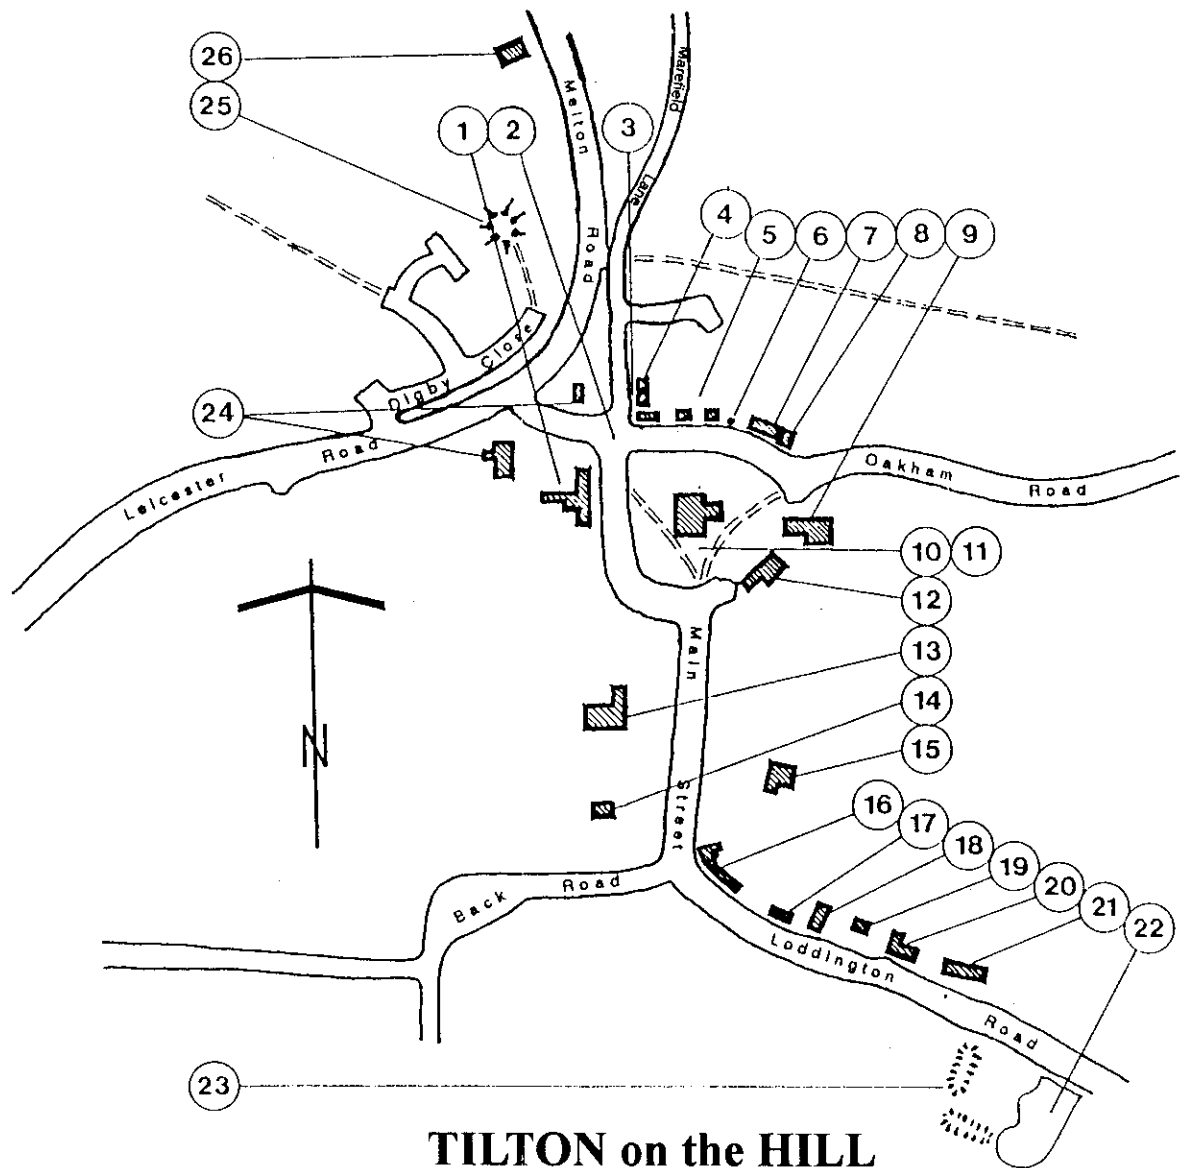 26
25
1 2 3
4 5 6 7 8 9
24
10 11
12
13
14
15
16 17 18 19 20 21 22
23
Melton Road
Marefield Lane
Digby Close
Leicester Road
Oakham Road
Main Street
Back Road
Loddington Road
N
TILTON on the HILL